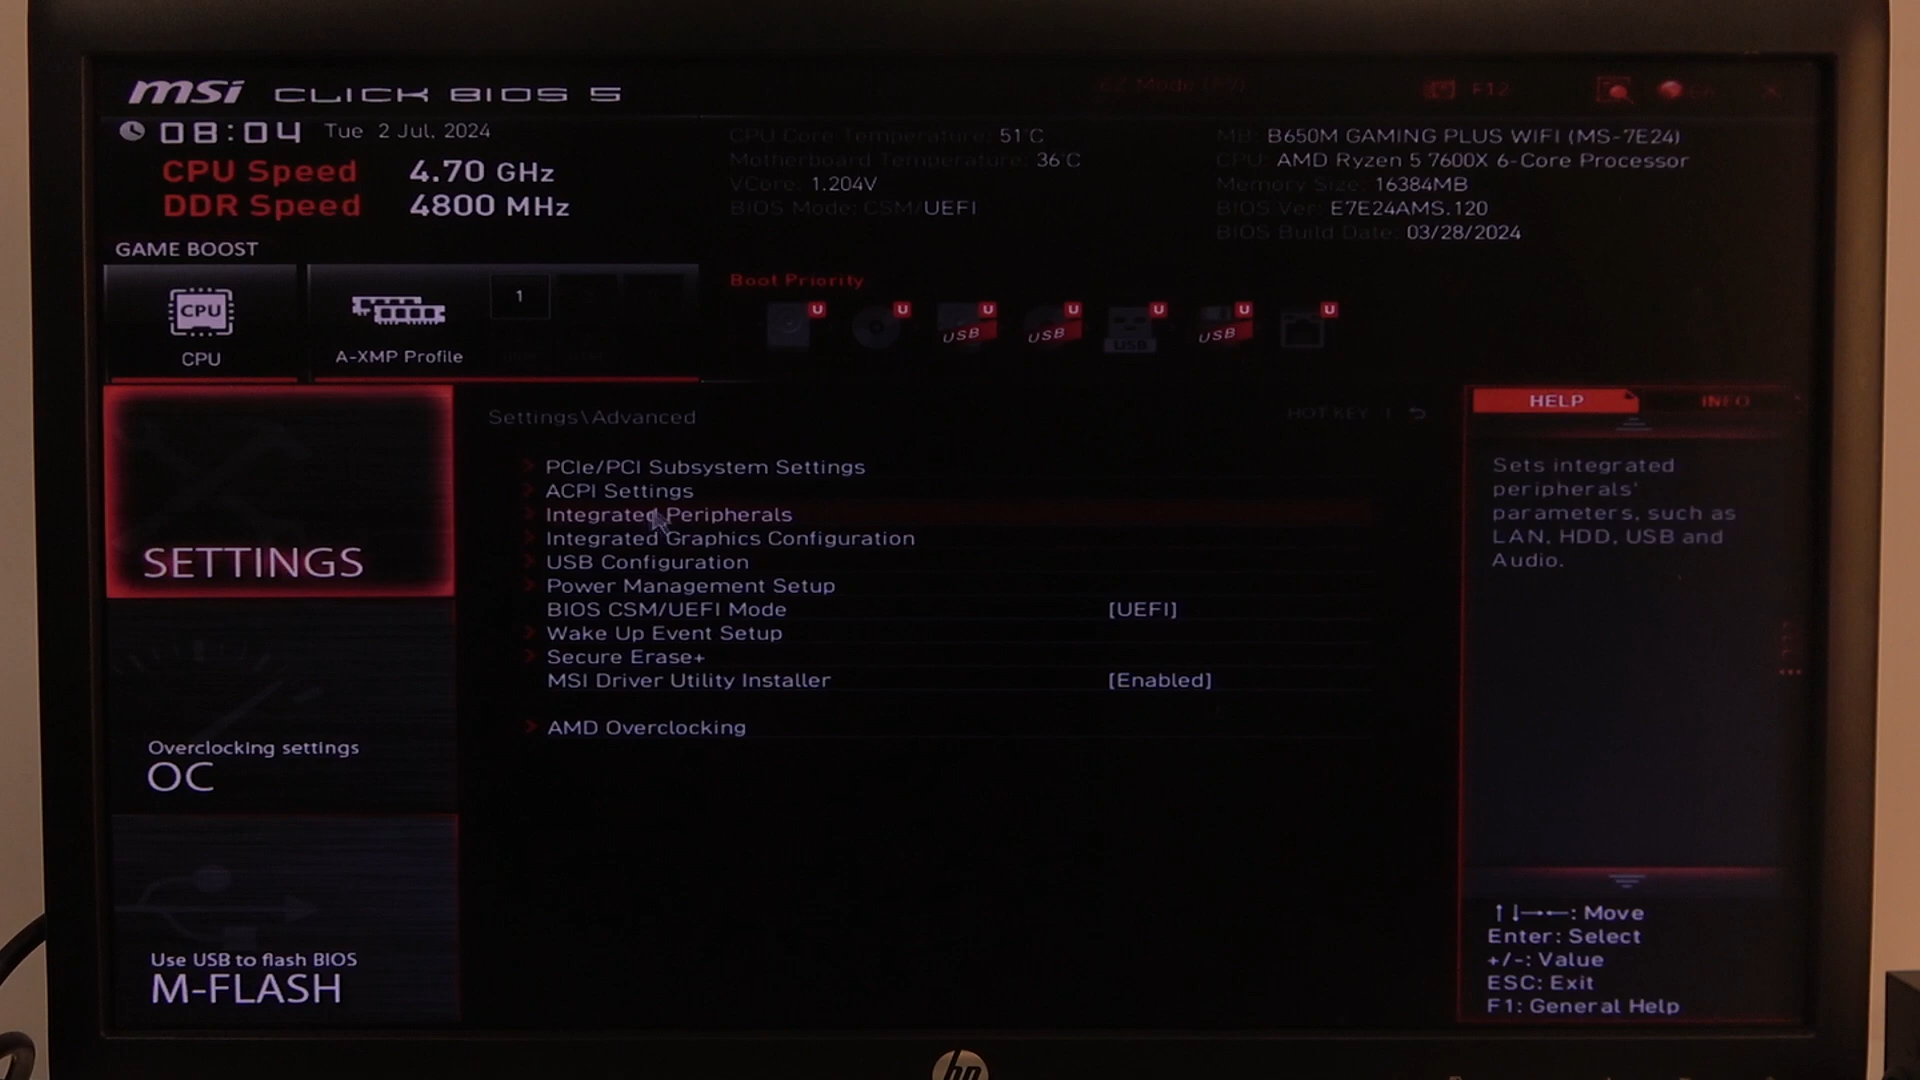 msi CLICK BIOS 5
EZ Mode (F7)
F12
08:04 Tue 2 Jul, 2024
CPU Speed 4.70 GHz
DDR Speed 4800 MHz
CPU Core Temperature: 51°C
Motherboard Temperature: 36°C
VCore: 1.204V
BIOS Mode: CSM/UEFI
MB: B650M GAMING PLUS WIFI (MS-7E24)
CPU: AMD Ryzen 5 7600X 6-Core Processor
Memory Size: 16384MB
BIOS Ver: E7E24AMS.120
BIOS Build Date: 03/28/2024
GAME BOOST
CPU
CPU
1
A-XMP Profile
Boot Priority
U U U U U U U
USB USB USB USB
SETTINGS
Overclocking settings
OC
Use USB to flash BIOS
M-FLASH
Settings\Advanced
HOT KEY
PCIe/PCI Subsystem Settings
ACPI Settings
Integrated Peripherals
Integrated Graphics Configuration
USB Configuration
Power Management Setup
BIOS CSM/UEFI Mode [UEFI]
Wake Up Event Setup
Secure Erase+
MSI Driver Utility Installer [Enabled]
AMD Overclocking
HELP INFO
Sets integrated
peripherals'
parameters, such as
LAN, HDD, USB and
Audio.
↑↓→←: Move
Enter: Select
+/-: Value
ESC: Exit
F1: General Help
hp